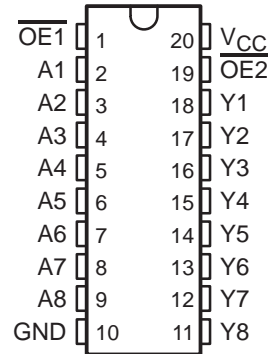 O̅E̅1̅ 1 20 VCC
A1 2 19 O̅E̅2̅
A2 3 18 Y1
A3 4 17 Y2
A4 5 16 Y3
A5 6 15 Y4
A6 7 14 Y5
A7 8 13 Y6
A8 9 12 Y7
GND 10 11 Y8